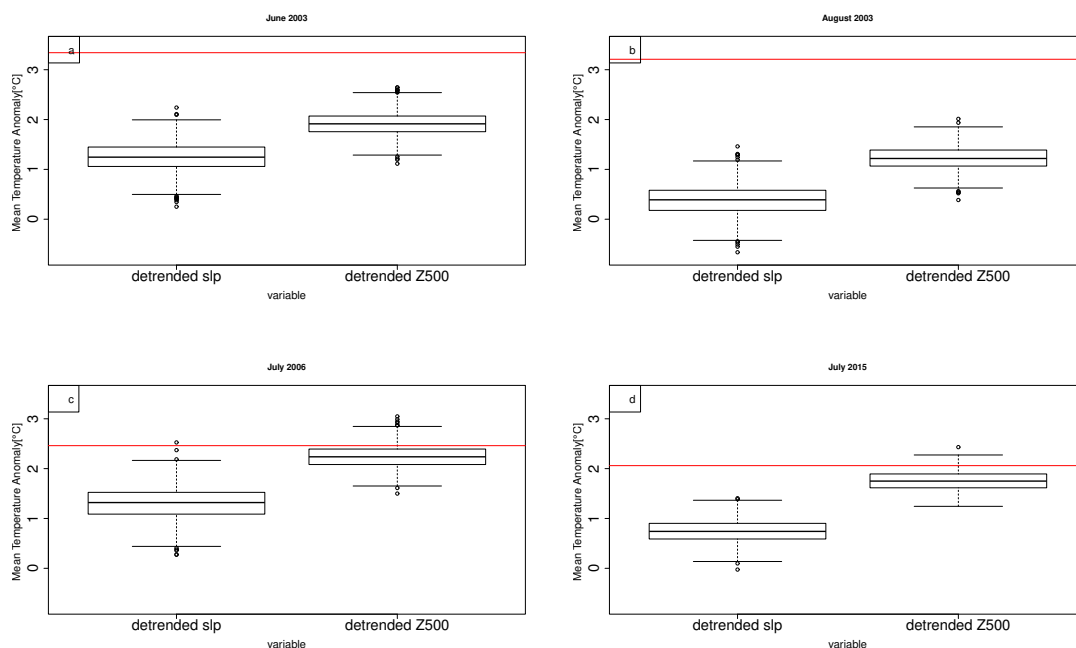 June 2003
a
Mean Temperature Anomaly[°C]
3
2
1
0
detrended slp
detrended Z500
variable
August 2003
b
Mean Temperature Anomaly[°C]
3
2
1
0
detrended slp
detrended Z500
variable
July 2006
c
Mean Temperature Anomaly[°C]
3
2
1
0
detrended slp
detrended Z500
variable
July 2015
d
Mean Temperature Anomaly[°C]
3
2
1
0
detrended slp
detrended Z500
variable